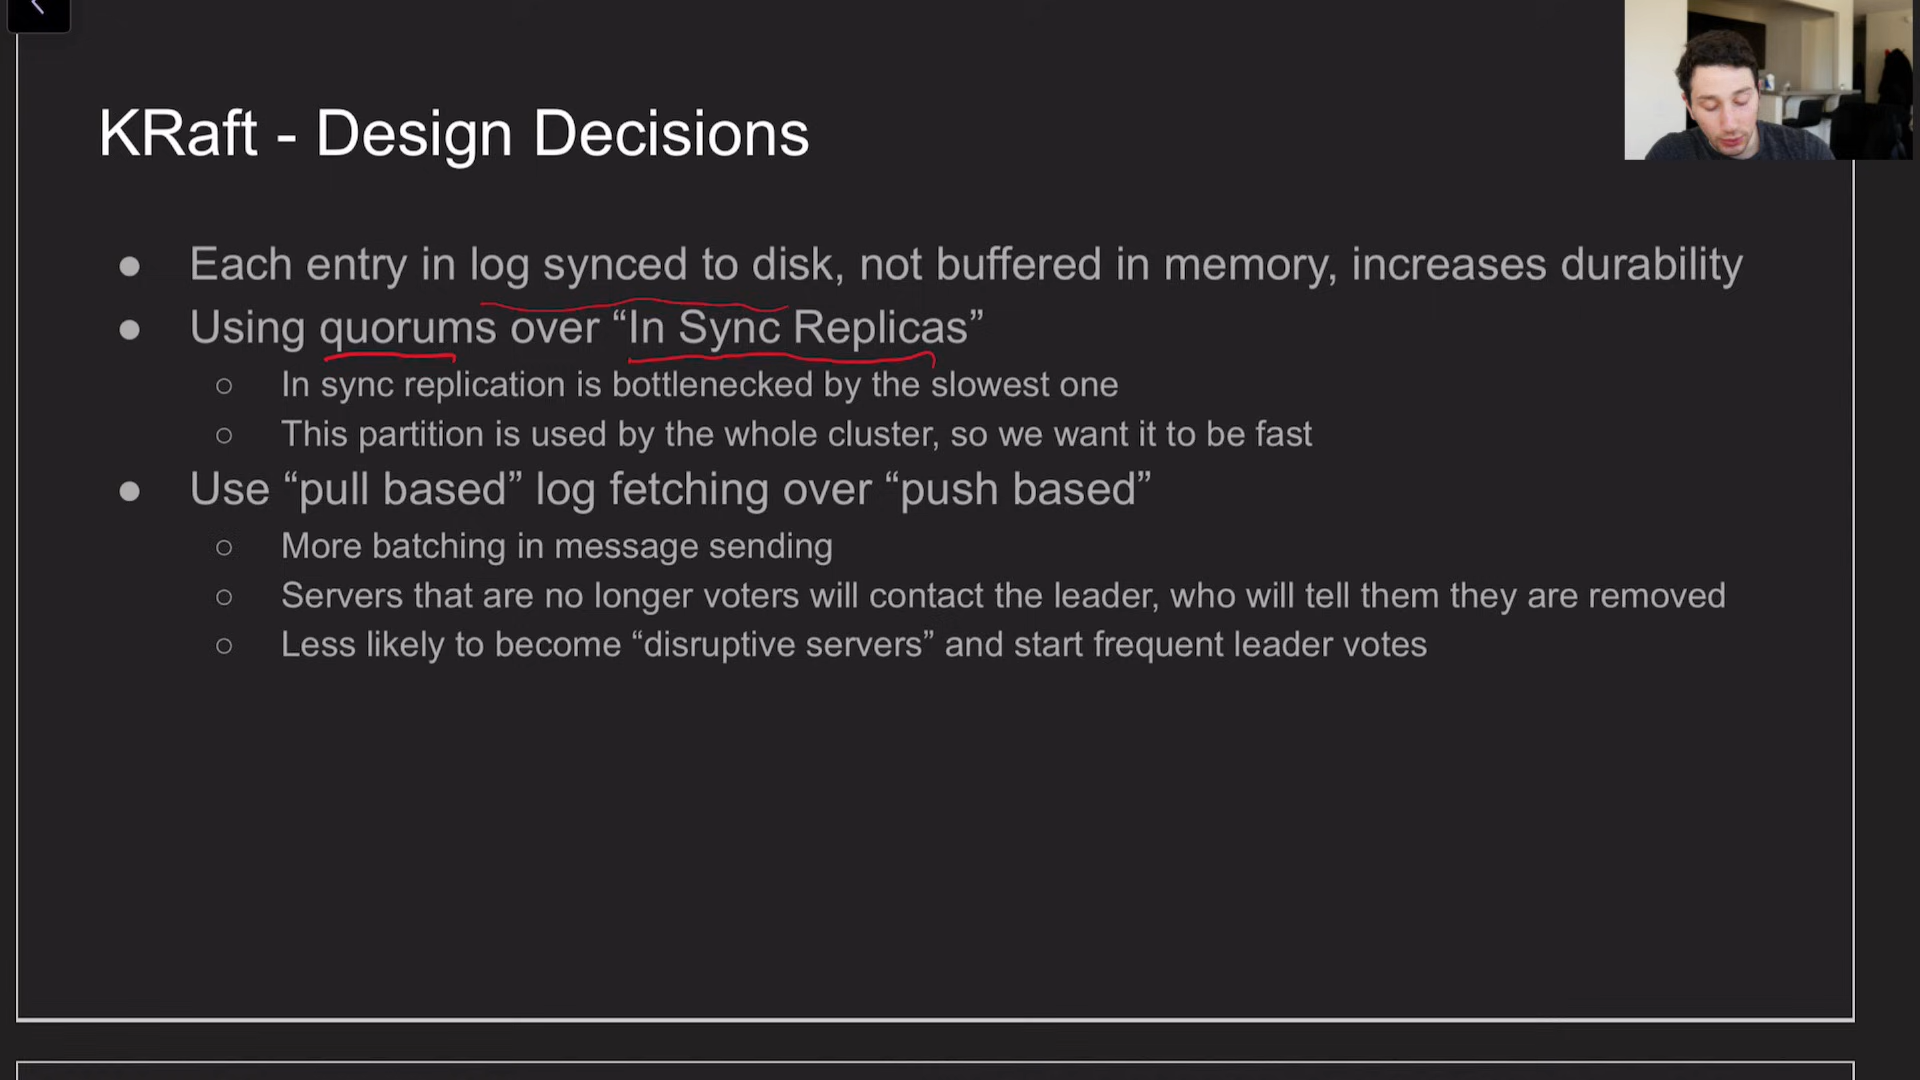 KRaft - Design Decisions
● Each entry in log synced to disk, not buffered in memory, increases durability
● Using quorums over “In Sync Replicas”
○ In sync replication is bottlenecked by the slowest one
○ This partition is used by the whole cluster, so we want it to be fast
● Use “pull based” log fetching over “push based”
○ More batching in message sending
○ Servers that are no longer voters will contact the leader, who will tell them they are removed
○ Less likely to become “disruptive servers” and start frequent leader votes